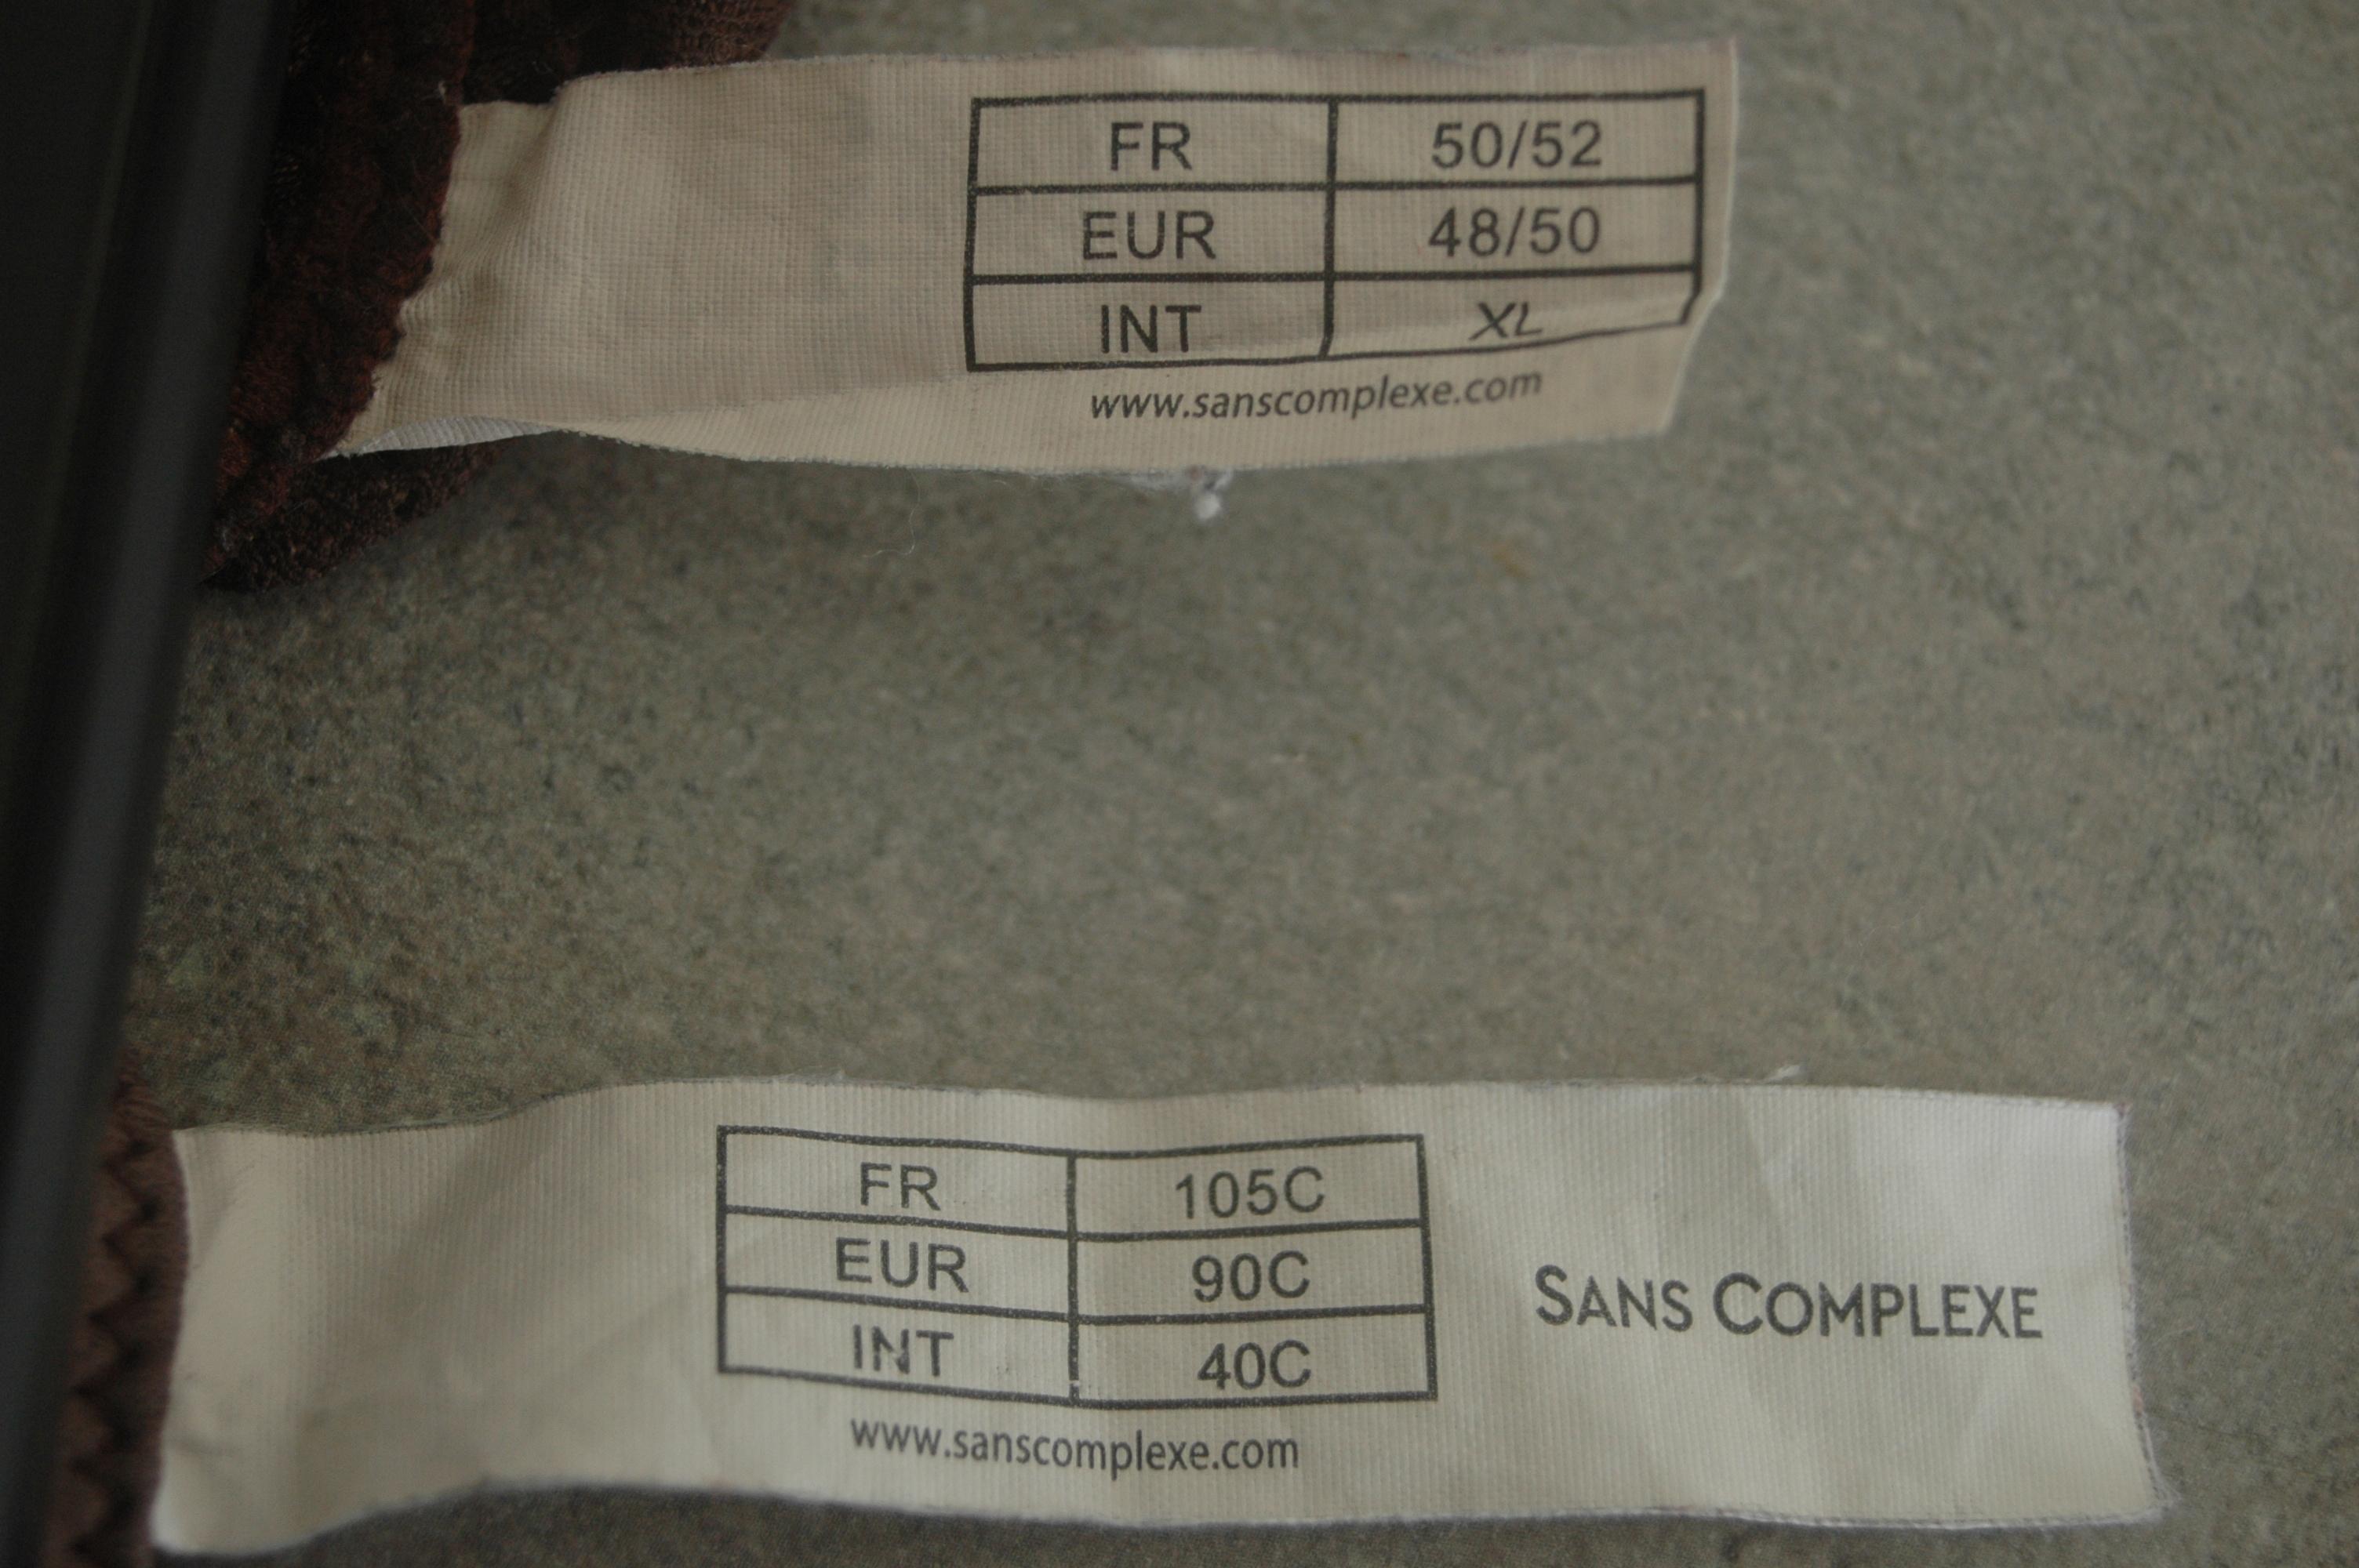 FR 50/52
EUR 48/50
INT XL
www.sanscomplexe.com
FR 105C
EUR 90C
INT 40C
www.sanscomplexe.com
SANS COMPLEXE